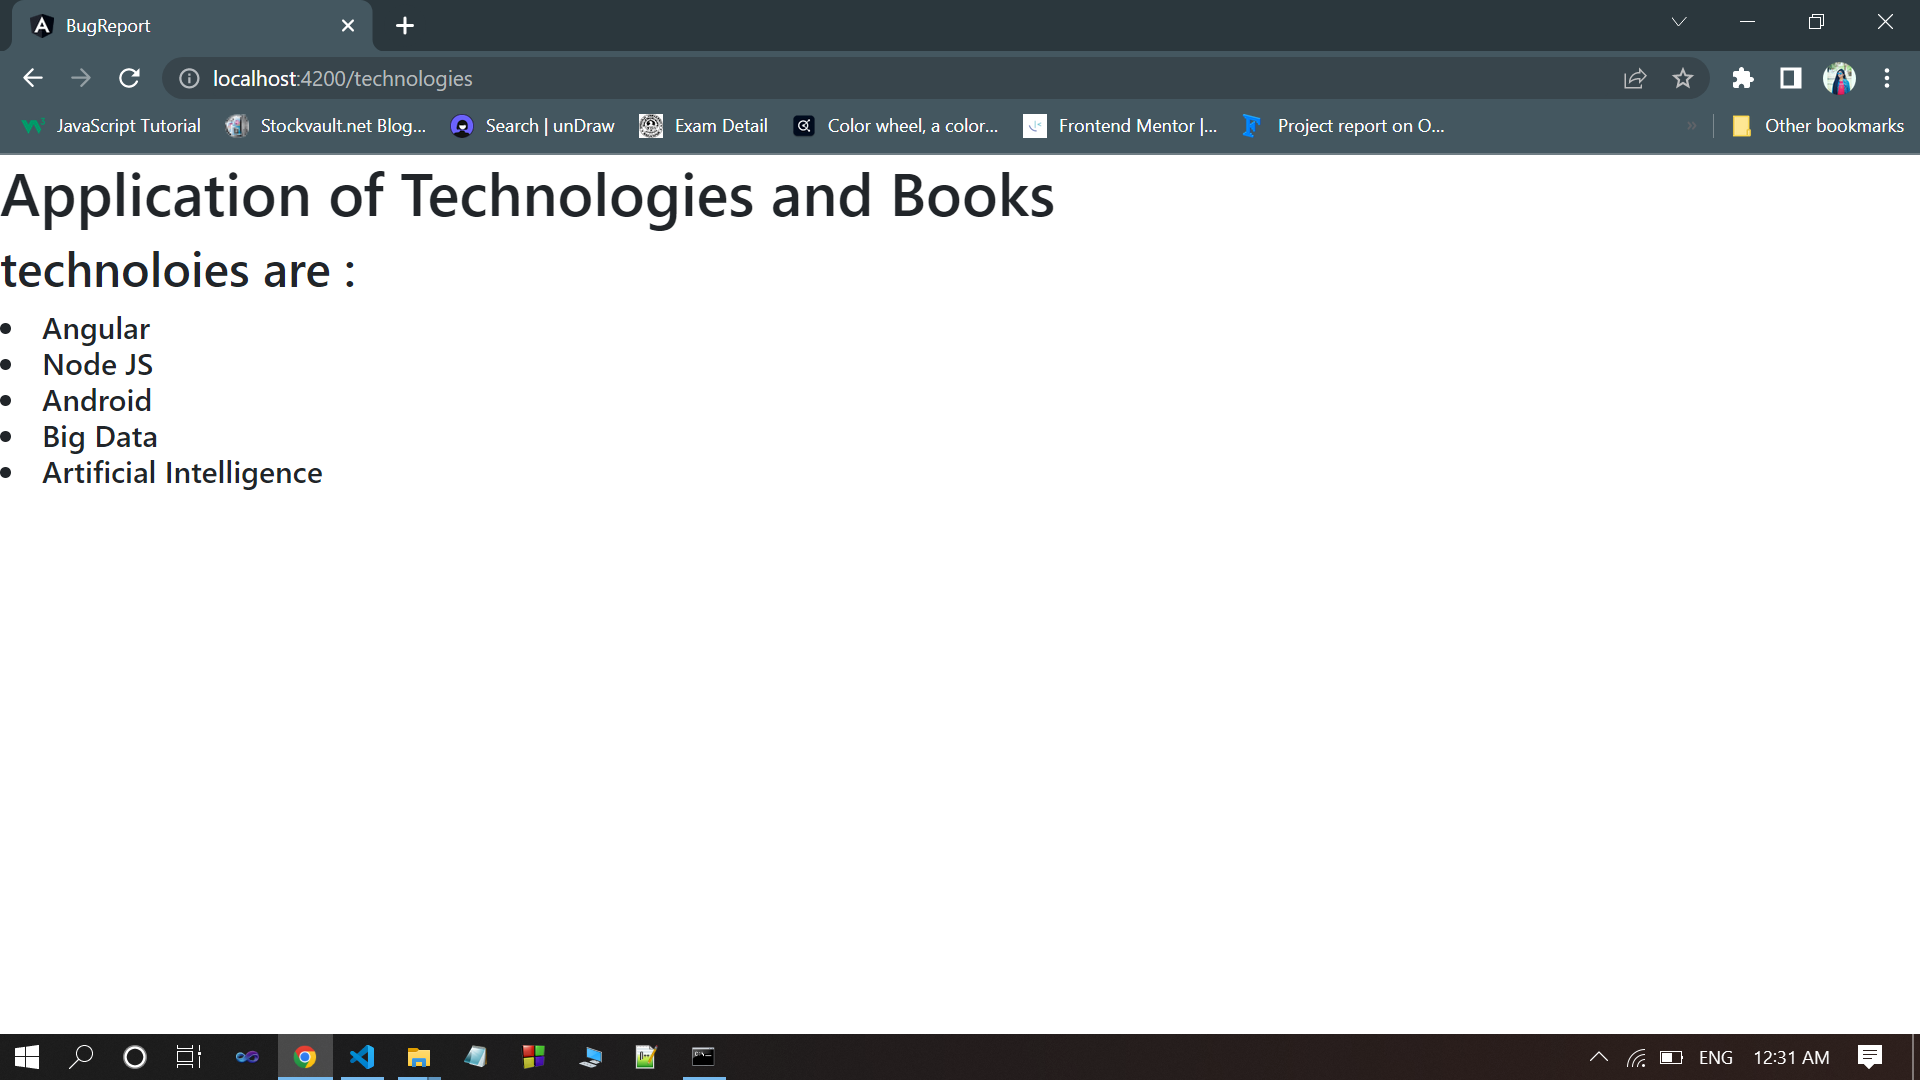 BugReport
localhost:4200/technologies
JavaScript Tutorial Stockvault.net Blog... Search | unDraw Exam Detail Color wheel, a color... Frontend Mentor |... Project report on O... » Other bookmarks
Application of Technologies and Books
technoloies are :
• Angular
• Node JS
• Android
• Big Data
• Artificial Intelligence
ENG 12:31 AM